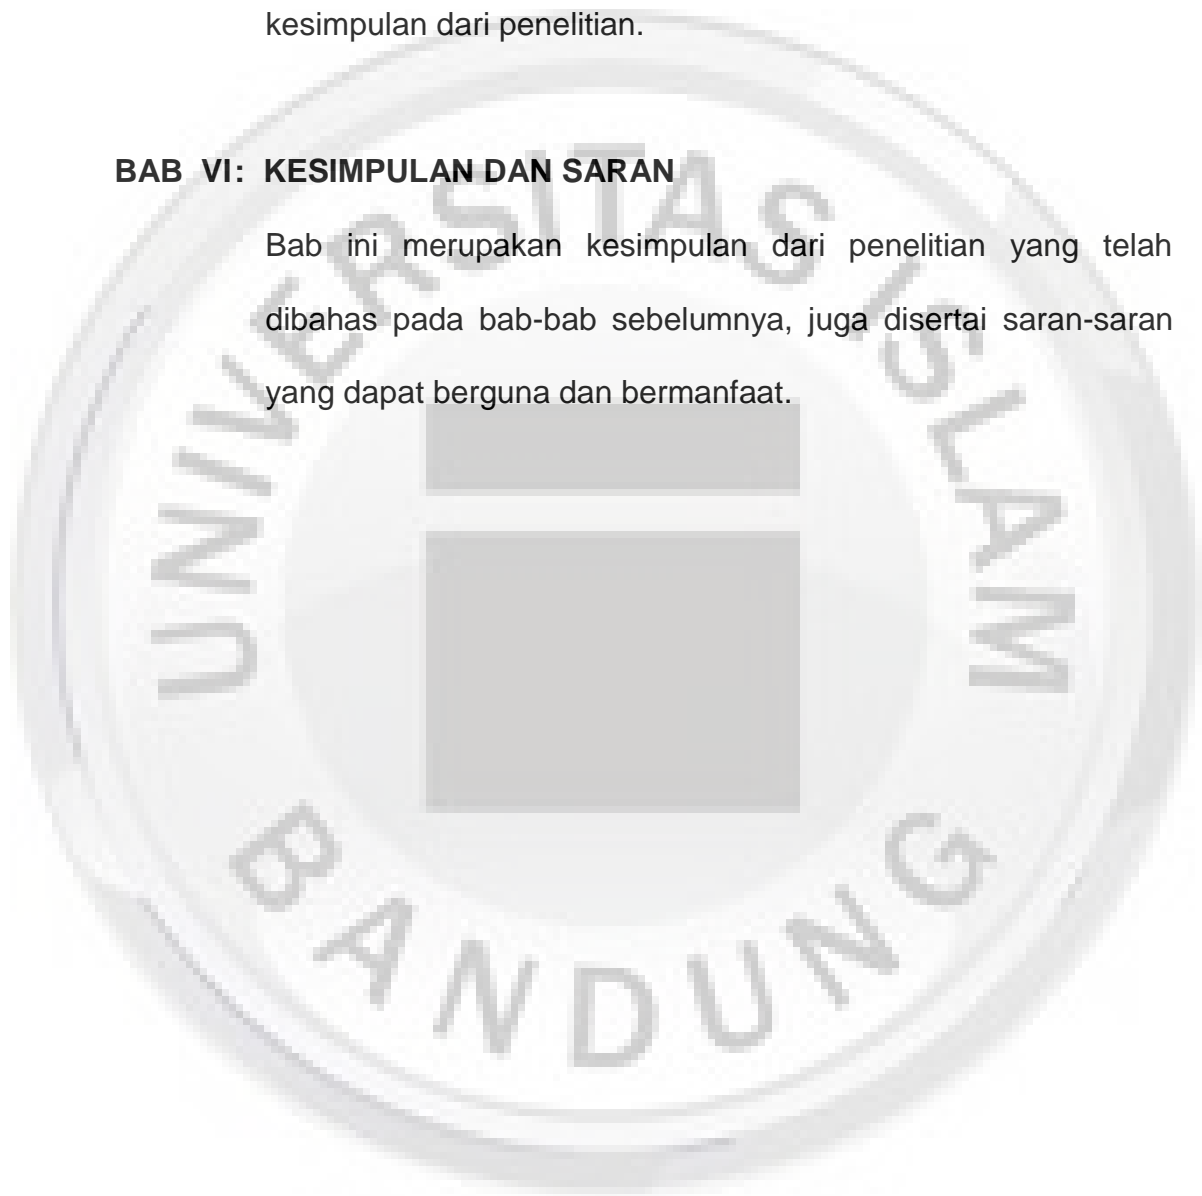 kesimpulan dari penelitian.
BAB VI: KESIMPULAN DAN SARAN
Bab ini merupakan kesimpulan dari penelitian yang telah
dibahas pada bab-bab sebelumnya, juga disertai saran-saran
yang dapat berguna dan bermanfaat.
UNIVERSITAS ISLAM
BANDUNG